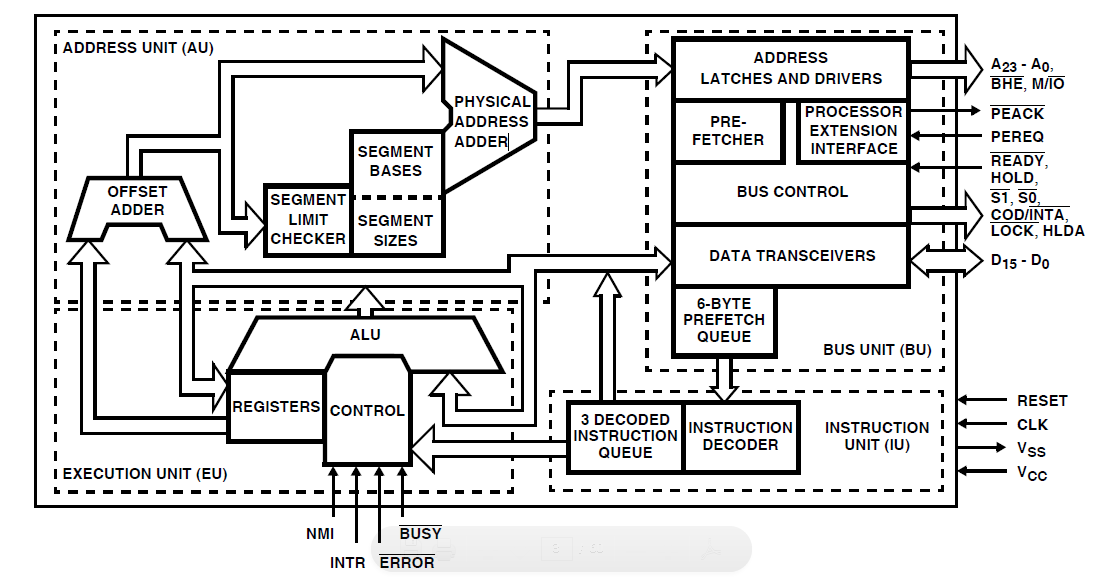 ADDRESS UNIT (AU)
OFFSET
ADDER
SEGMENT
LIMIT
CHECKER
SEGMENT
BASES
SEGMENT
SIZES
PHYSICAL
ADDRESS
ADDER
ADDRESS
LATCHES AND DRIVERS
PRE-
FETCHER
PROCESSOR
EXTENSION
INTERFACE
BUS CONTROL
DATA TRANSCEIVERS
6-BYTE
PREFETCH
QUEUE
BUS UNIT (BU)
A23 - A0,
BHE, M/IO
PEACK
PEREQ
READY,
HOLD,
S1, S0,
COD/INTA,
LOCK, HLDA
D15 - D0
ALU
REGISTERS
CONTROL
EXECUTION UNIT (EU)
3 DECODED
INSTRUCTION
QUEUE
INSTRUCTION
DECODER
INSTRUCTION
UNIT (IU)
RESET
CLK
VSS
VCC
NMI
BUSY
INTR
ERROR